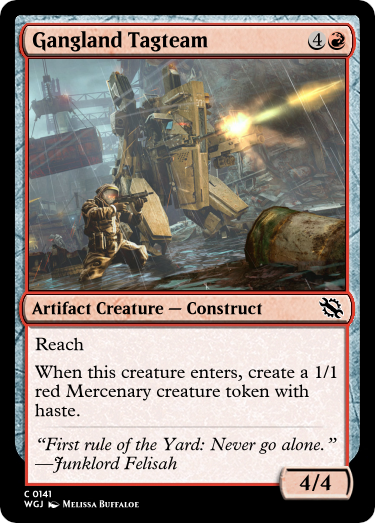 Gangland Tagteam 4
Artifact Creature — Construct
Reach
When this creature enters, create a 1/1
red Mercenary creature token with
haste.
“First rule of the Yard: Never go alone.”
—Junklord Felisah
4/4
C 0141
WGJ Melissa Buffaloe